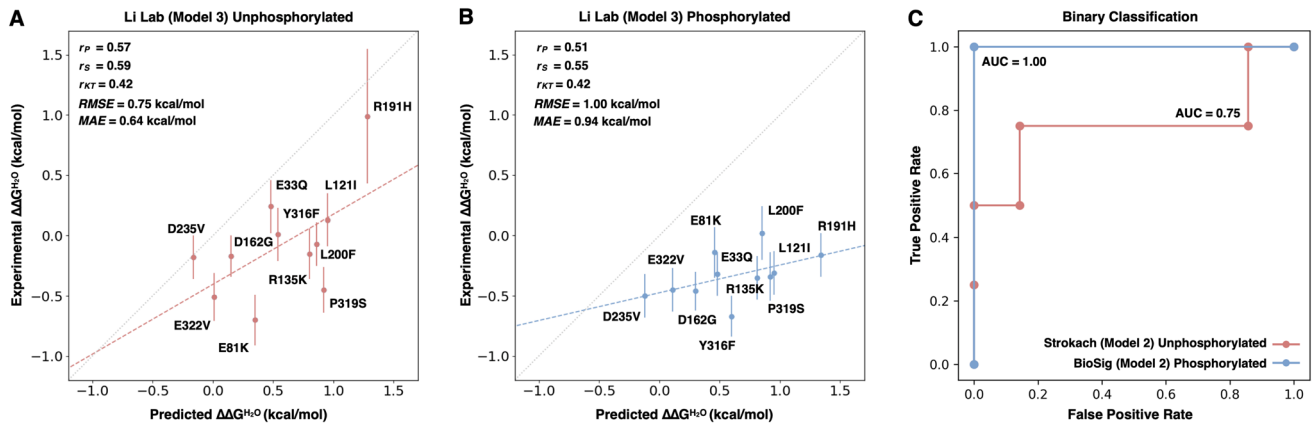 A
Li Lab (Model 3) Unphosphorylated
rP = 0.57
rS = 0.59
rKT = 0.42
RMSE = 0.75 kcal/mol
MAE = 0.64 kcal/mol
R191H
E33Q
L121I
Y316F
D235V
D162G
L200F
R135K
P319S
E322V
E81K
1.5
1.0
0.5
0.0
−0.5
−1.0
Experimental ΔΔGᴴ²ᴼ (kcal/mol)
−1.0
−0.5
0.0
0.5
1.0
1.5
Predicted ΔΔGᴴ²ᴼ (kcal/mol)
B
Li Lab (Model 3) Phosphorylated
rP = 0.51
rS = 0.55
rKT = 0.42
RMSE = 1.00 kcal/mol
MAE = 0.94 kcal/mol
L200F
E81K
R191H
E322V
E33Q
L121I
R135K
D235V
D162G
P319S
Y316F
1.5
1.0
0.5
0.0
−0.5
−1.0
Experimental ΔΔGᴴ²ᴼ (kcal/mol)
−1.0
−0.5
0.0
0.5
1.0
1.5
Predicted ΔΔGᴴ²ᴼ (kcal/mol)
C
Binary Classification
AUC = 1.00
AUC = 0.75
Strokach (Model 2) Unphosphorylated
BioSig (Model 2) Phosphorylated
1.0
0.8
0.6
0.4
0.2
0.0
True Positive Rate
0.0
0.2
0.4
0.6
0.8
1.0
False Positive Rate